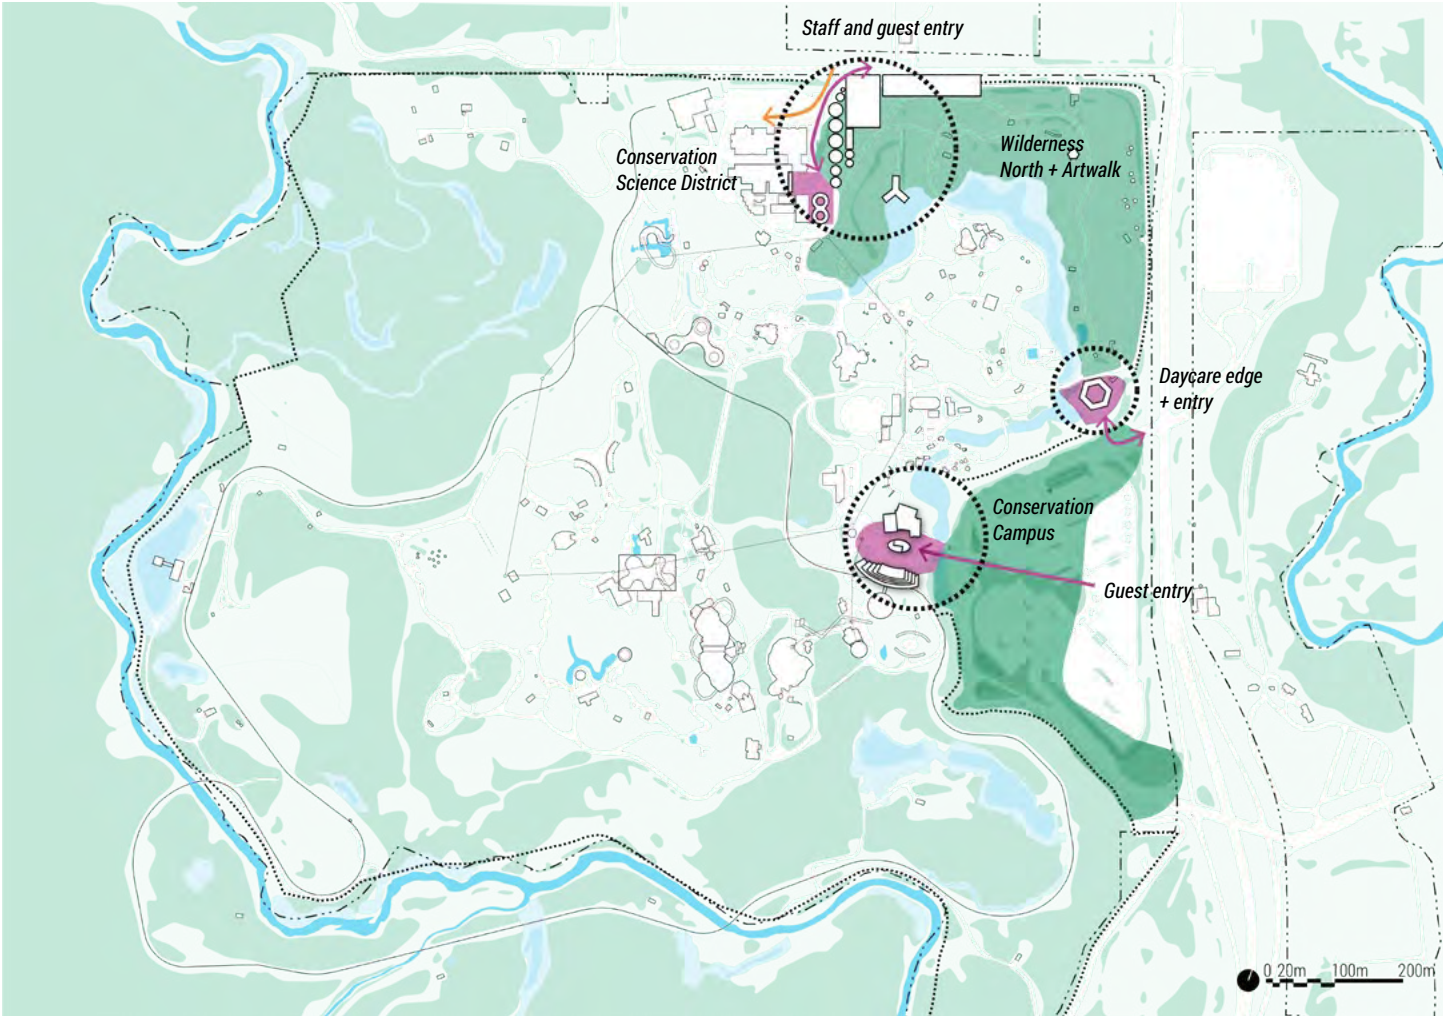 Staff and guest entry
Conservation
Science District
Wilderness
North + Artwalk
Daycare edge
+ entry
Conservation
Campus
Guest entry
0 20m 100m 200m